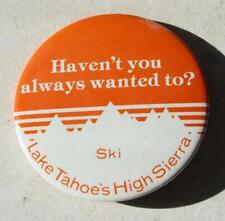 Haven't you
always wanted to?
Ski
Lake Tahoe's High Sierra